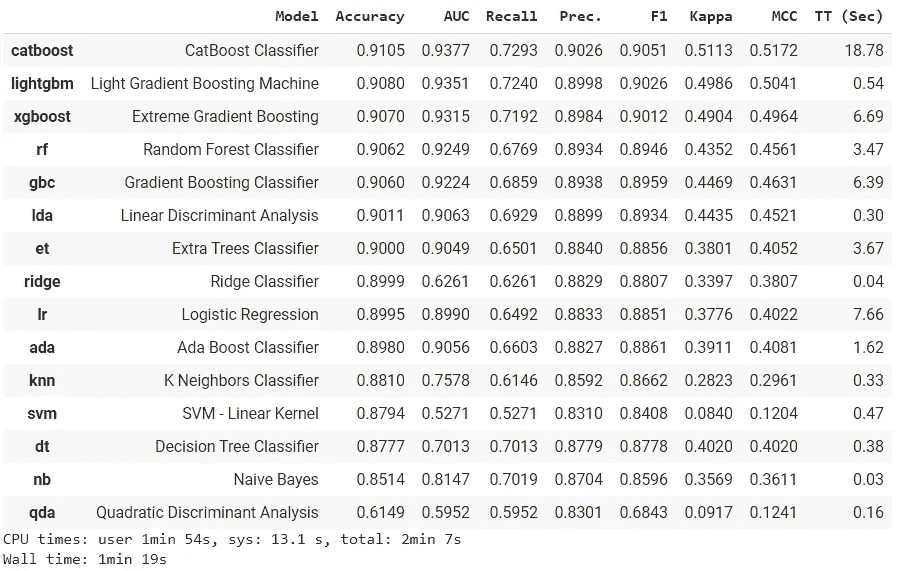 Model Accuracy AUC Recall Prec. F1 Kappa MCC TT (Sec)
catboost CatBoost Classifier 0.9105 0.9377 0.7293 0.9026 0.9051 0.5113 0.5172 18.78
lightgbm Light Gradient Boosting Machine 0.9080 0.9351 0.7240 0.8998 0.9026 0.4986 0.5041 0.54
xgboost Extreme Gradient Boosting 0.9070 0.9315 0.7192 0.8984 0.9012 0.4904 0.4964 6.69
rf Random Forest Classifier 0.9062 0.9249 0.6769 0.8934 0.8946 0.4352 0.4561 3.47
gbc Gradient Boosting Classifier 0.9060 0.9224 0.6859 0.8938 0.8959 0.4469 0.4631 6.39
lda Linear Discriminant Analysis 0.9011 0.9063 0.6929 0.8899 0.8934 0.4435 0.4521 0.30
et Extra Trees Classifier 0.9000 0.9049 0.6501 0.8840 0.8856 0.3801 0.4052 3.67
ridge Ridge Classifier 0.8999 0.6261 0.6261 0.8829 0.8807 0.3397 0.3807 0.04
lr Logistic Regression 0.8995 0.8990 0.6492 0.8833 0.8851 0.3776 0.4022 7.66
ada Ada Boost Classifier 0.8980 0.9056 0.6603 0.8827 0.8861 0.3911 0.4081 1.62
knn K Neighbors Classifier 0.8810 0.7578 0.6146 0.8592 0.8662 0.2823 0.2961 0.33
svm SVM - Linear Kernel 0.8794 0.5271 0.5271 0.8310 0.8408 0.0840 0.1204 0.47
dt Decision Tree Classifier 0.8777 0.7013 0.7013 0.8779 0.8778 0.4020 0.4020 0.38
nb Naive Bayes 0.8514 0.8147 0.7019 0.8704 0.8596 0.3569 0.3611 0.03
qda Quadratic Discriminant Analysis 0.6149 0.5952 0.5952 0.8301 0.6843 0.0917 0.1241 0.16
CPU times: user 1min 54s, sys: 13.1 s, total: 2min 7s
Wall time: 1min 19s